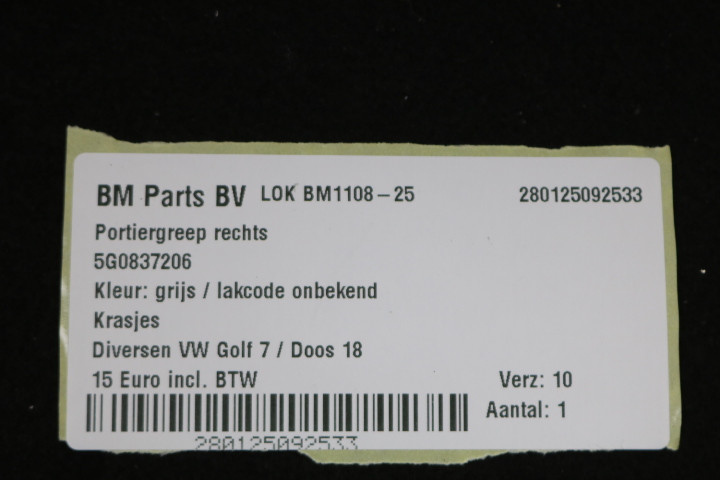 BM Parts BV LOK BM1108-25 280125092533
Portiergreep rechts
5G0837206
Kleur: grijs / lakcode onbekend
Krasjes
Diversen VW Golf 7 / Doos 18
15 Euro incl. BTW Verz: 10
Aantal: 1
280125092533